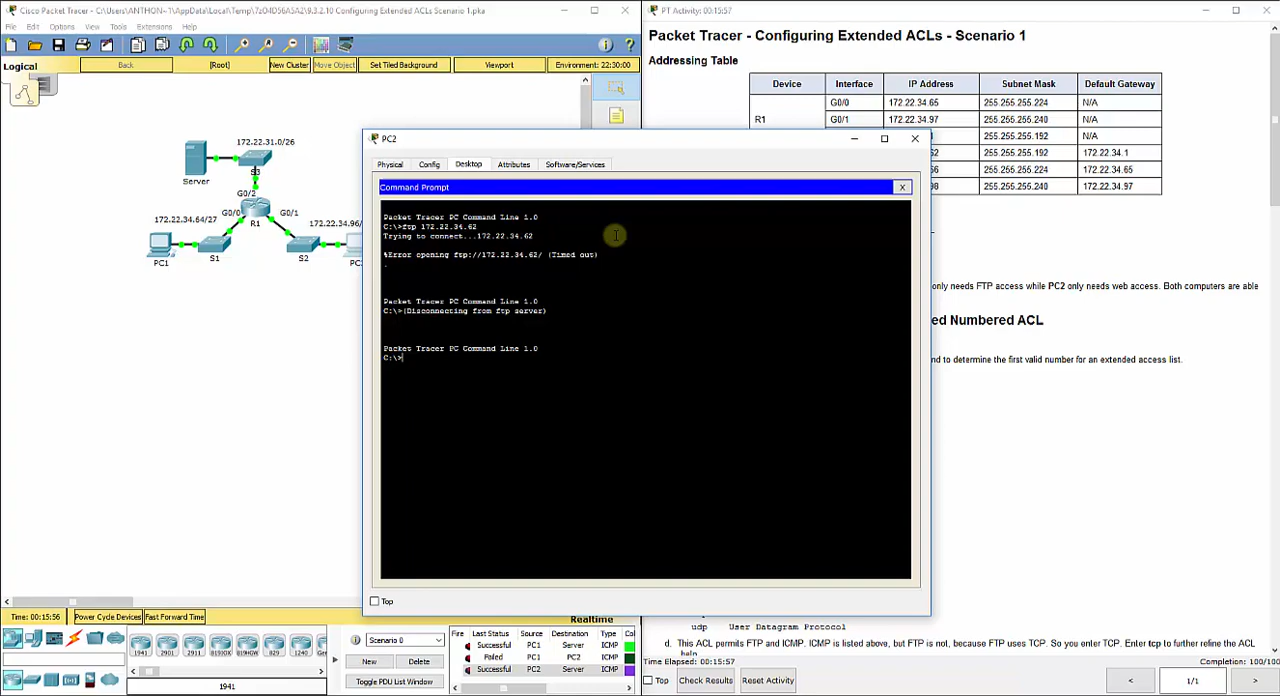 Cisco Packet Tracer - C:\Users\ANTHON~1\AppData\Local\Temp\7zO4D56A5A2\9.3.2.10 Configuring Extended ACLs Scenario 1.pka
File Edit Options View Tools Extensions Help
Logical Back [Root] New Cluster Move Object Set Tiled Background Viewport Environment: 22:30:00
172.22.31.0/26
Server
S3
G0/2
172.22.34.64/27 G0/0 G0/1 172.22.34.96/
R1
PC1 S1 S2 PC
PC2
Physical Config Desktop Attributes Software/Services
Command Prompt X
Packet Tracer PC Command Line 1.0
C:\>ftp 172.22.34.62
Trying to connect...172.22.34.62
%Error opening ftp://172.22.34.62/ (Timed out)
.
Packet Tracer PC Command Line 1.0
C:\>(Disconnecting from ftp server)
Packet Tracer PC Command Line 1.0
C:\>
Top
Time: 00:15:56 Power Cycle Devices Fast Forward Time Realtime
1941 2901 2911 819IOX 819HGW 829 1240
1941
Scenario 0
New Delete
Toggle PDU List Window
Fire Last Status Source Destination Type Col
Successful PC1 Server ICMP
Failed PC1 PC2 ICMP
Successful PC2 Server ICMP
PT Activity: 00:15:57
Packet Tracer - Configuring Extended ACLs - Scenario 1
Addressing Table
Device Interface IP Address Subnet Mask Default Gateway
R1 G0/0 172.22.34.65 255.255.255.224 N/A
G0/1 172.22.34.97 255.255.255.240 N/A
255.255.255.192 N/A
62 255.255.255.192 172.22.34.1
66 255.255.255.224 172.22.34.65
98 255.255.255.240 172.22.34.97
only needs FTP access while PC2 only needs web access. Both computers are able
ed Numbered ACL
nd to determine the first valid number for an extended access list.
udp User Datagram Protocol
d. This ACL permits FTP and ICMP. ICMP is listed above, but FTP is not, because FTP uses TCP. So you enter TCP. Enter tcp to further refine the ACL
help.
Time Elapsed: 00:15:57 Completion: 100/100
Top Check Results Reset Activity < 1/1 >